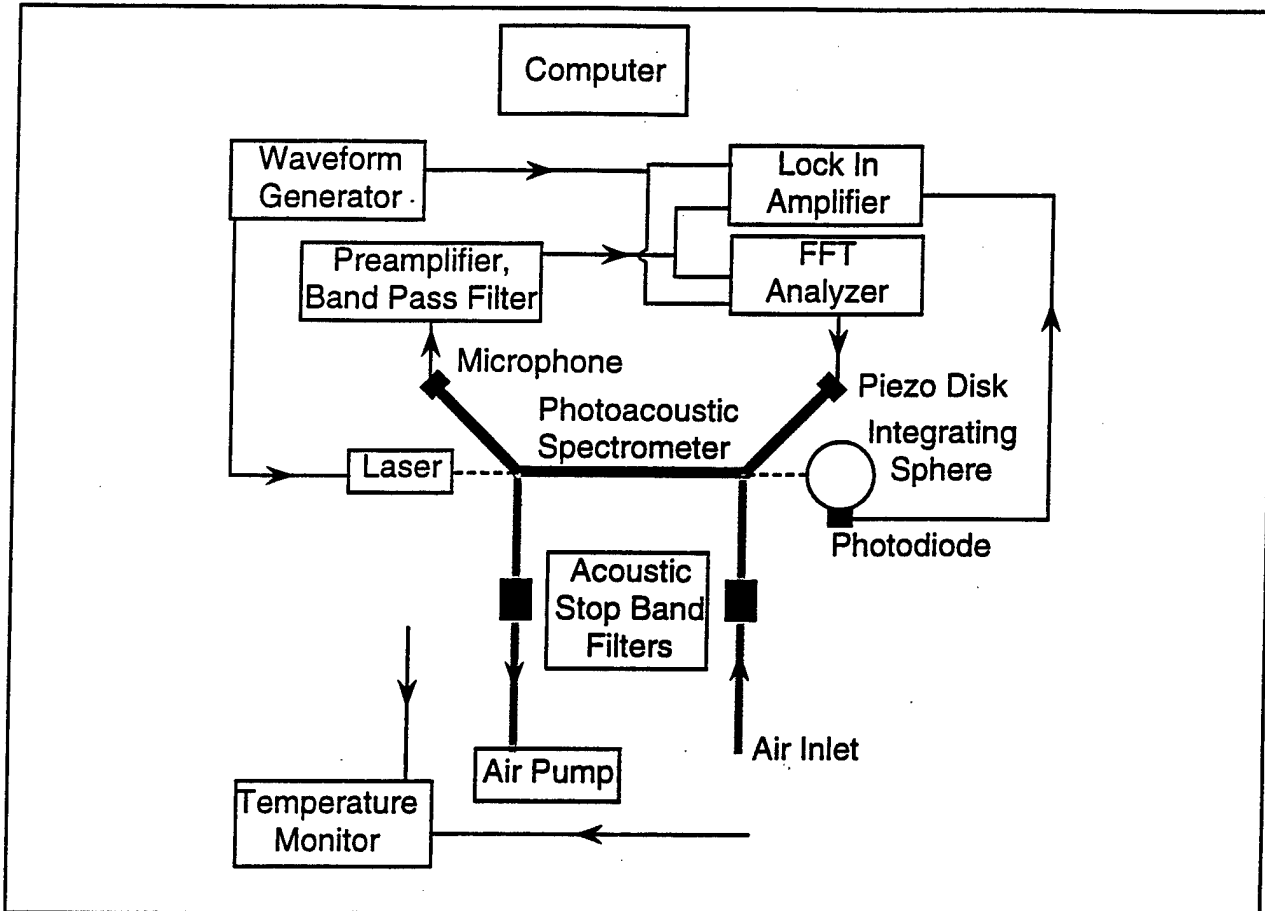 Computer
Waveform
Generator
Lock In
Amplifier
Preamplifier,
Band Pass Filter
FFT
Analyzer
Microphone
Piezo Disk
Photoacoustic
Spectrometer
Integrating
Sphere
Laser
Photodiode
Acoustic
Stop Band
Filters
Air Inlet
Air Pump
Temperature
Monitor